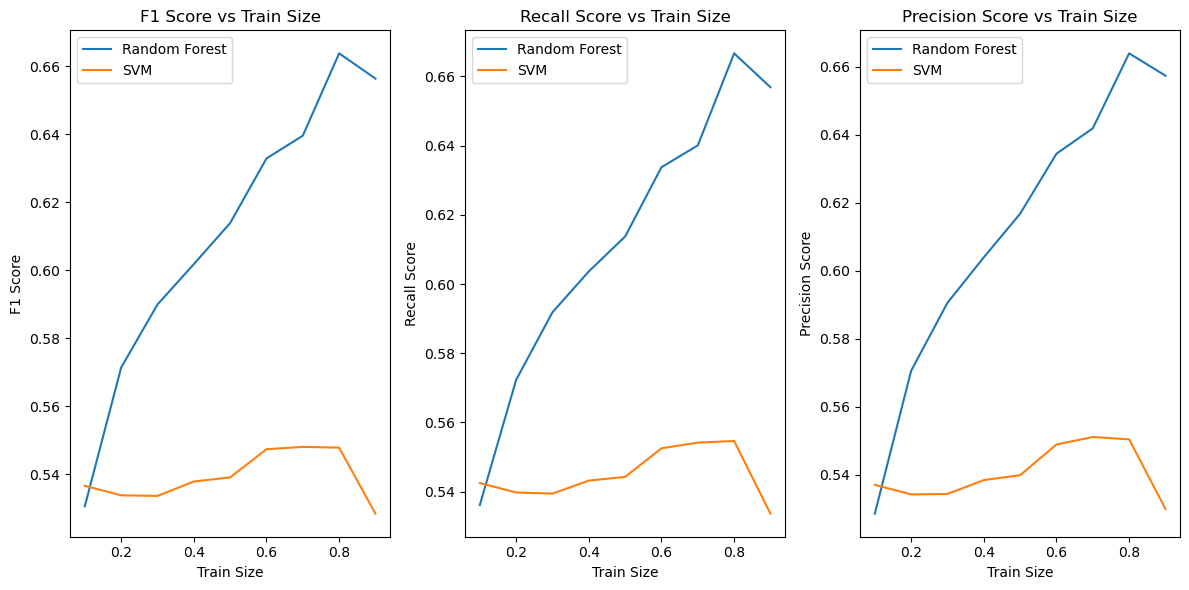 F1 Score vs Train Size
Random Forest
SVM
0.66
0.64
0.62
0.60
0.58
0.56
0.54
F1 Score
0.2 0.4 0.6 0.8
Train Size
Recall Score vs Train Size
Random Forest
SVM
0.66
0.64
0.62
0.60
0.58
0.56
0.54
Recall Score
0.2 0.4 0.6 0.8
Train Size
Precision Score vs Train Size
Random Forest
SVM
0.66
0.64
0.62
0.60
0.58
0.56
0.54
Precision Score
0.2 0.4 0.6 0.8
Train Size